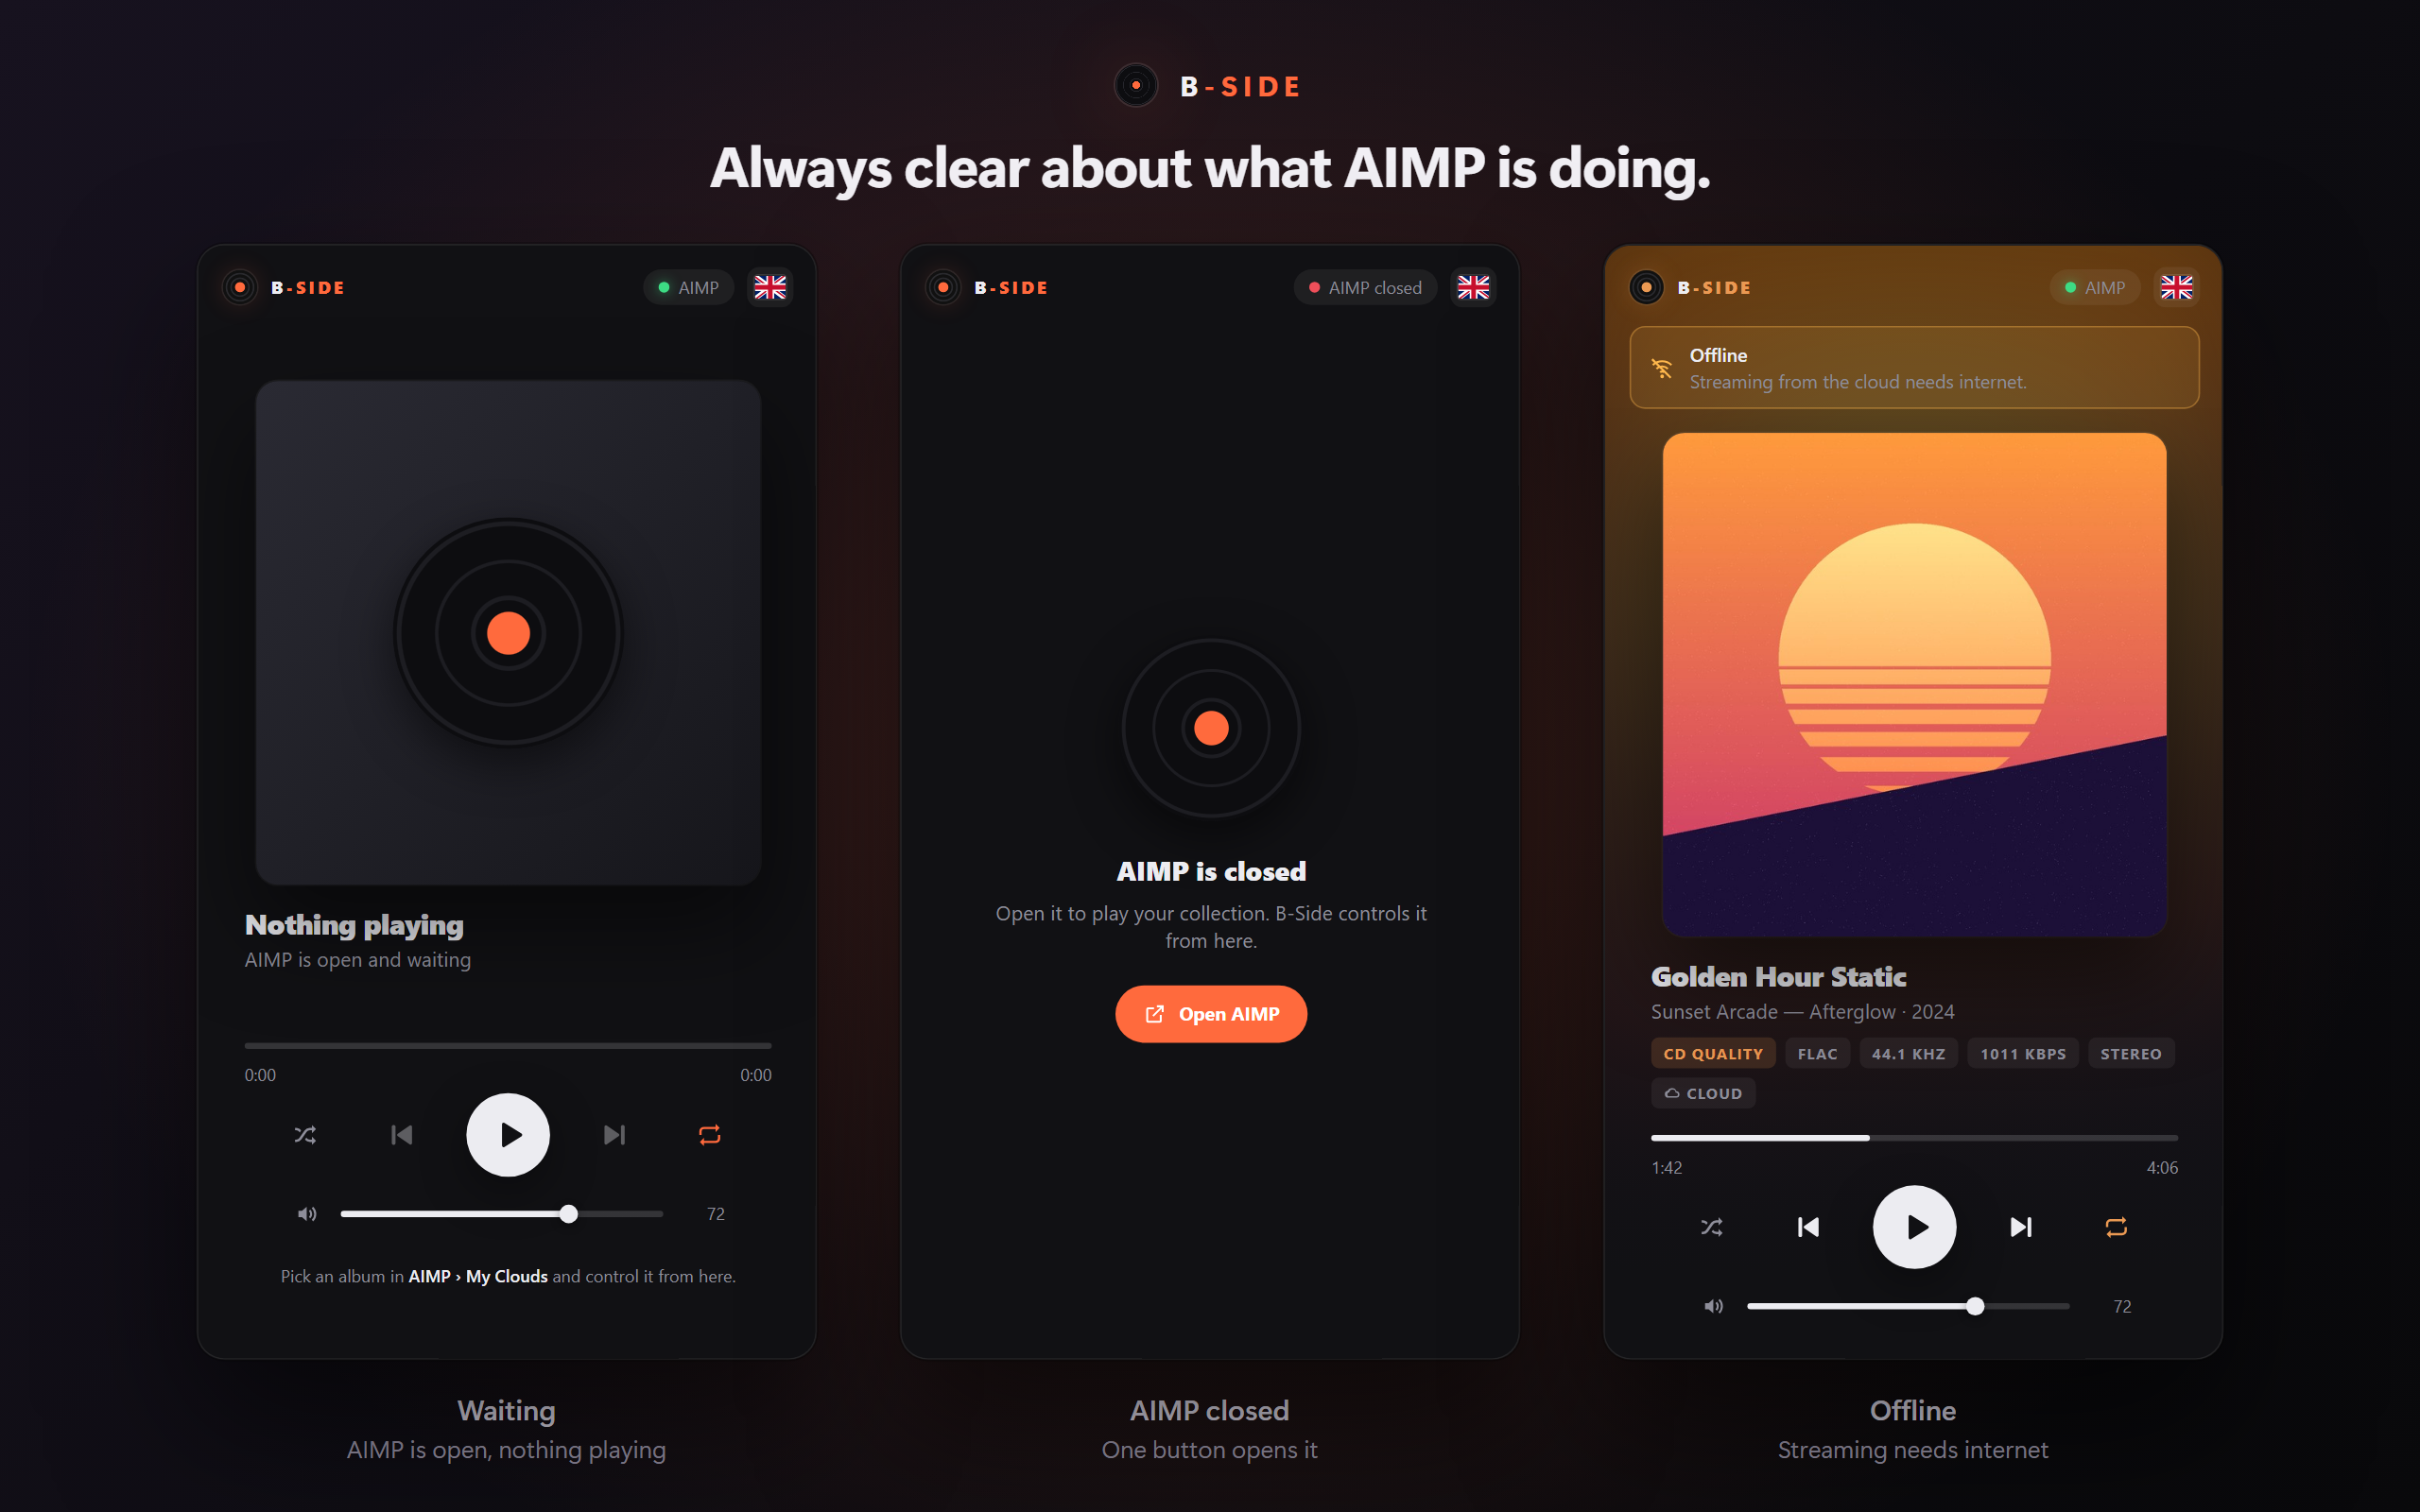 B-SIDE
Always clear about what AIMP is doing.
B-SIDE
AIMP
Nothing playing
AIMP is open and waiting
0:00
0:00
72
Pick an album in AIMP › My Clouds and control it from here.
Waiting
AIMP is open, nothing playing
B-SIDE
AIMP closed
AIMP is closed
Open it to play your collection. B-Side controls it
from here.
Open AIMP
AIMP closed
One button opens it
B-SIDE
AIMP
Offline
Streaming from the cloud needs internet.
Golden Hour Static
Sunset Arcade — Afterglow · 2024
CD QUALITY FLAC 44.1 KHZ 1011 KBPS STEREO
CLOUD
1:42
4:06
72
Offline
Streaming needs internet